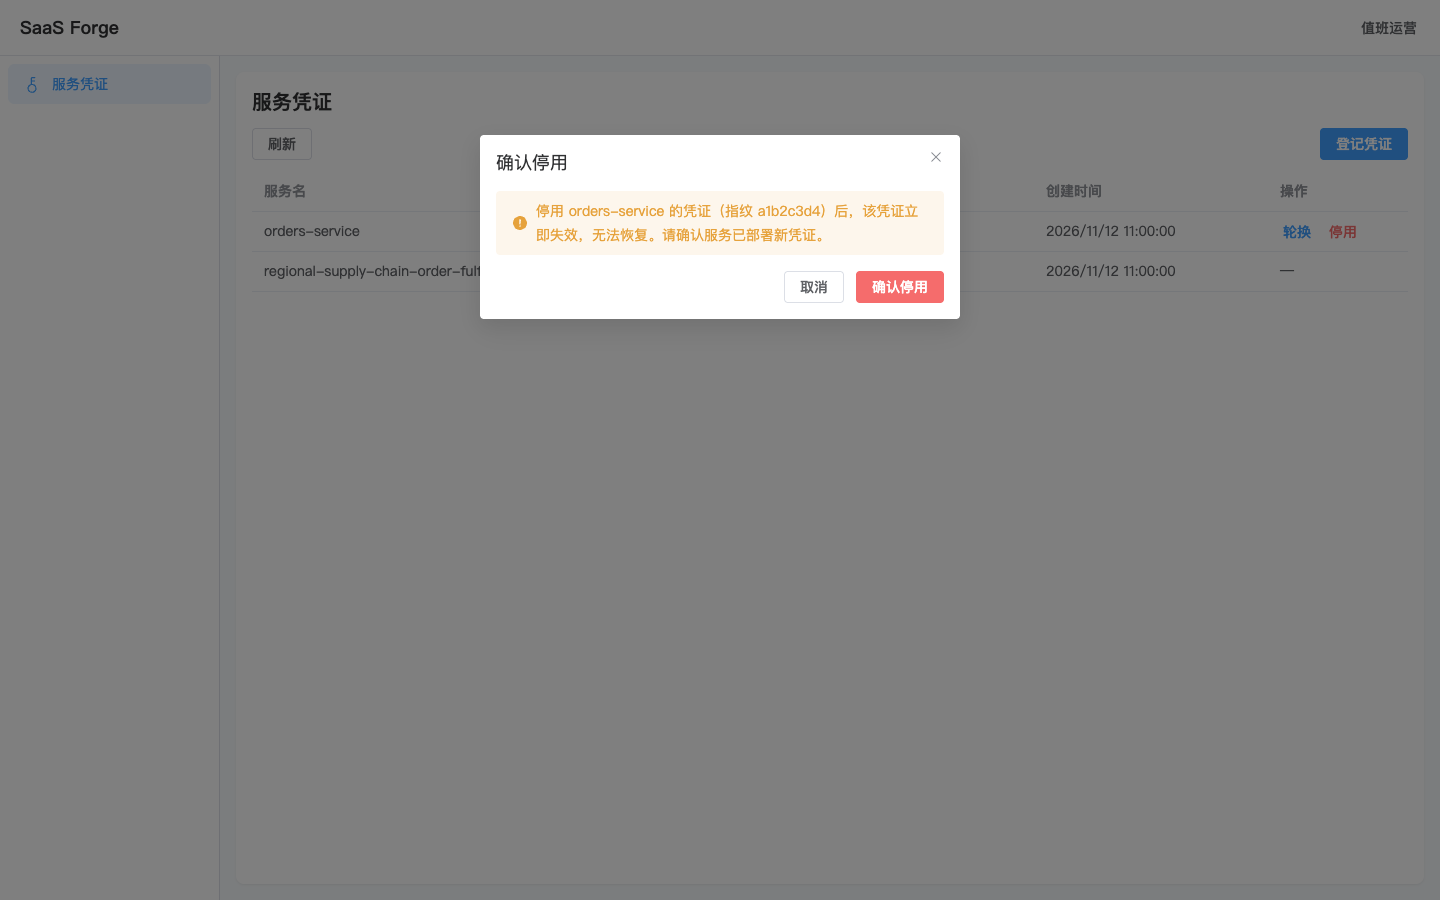 SaaS Forge
值班运营
服务凭证
服务凭证
刷新
登记凭证
服务名
创建时间
操作
orders-service
2026/11/12 11:00:00
轮换
停用
regional-supply-chain-order-
2026/11/12 11:00:00
—
确认停用
停用 orders-service 的凭证（指纹 a1b2c3d4）后，该凭证立
即失效，无法恢复。请确认服务已部署新凭证。
取消
确认停用